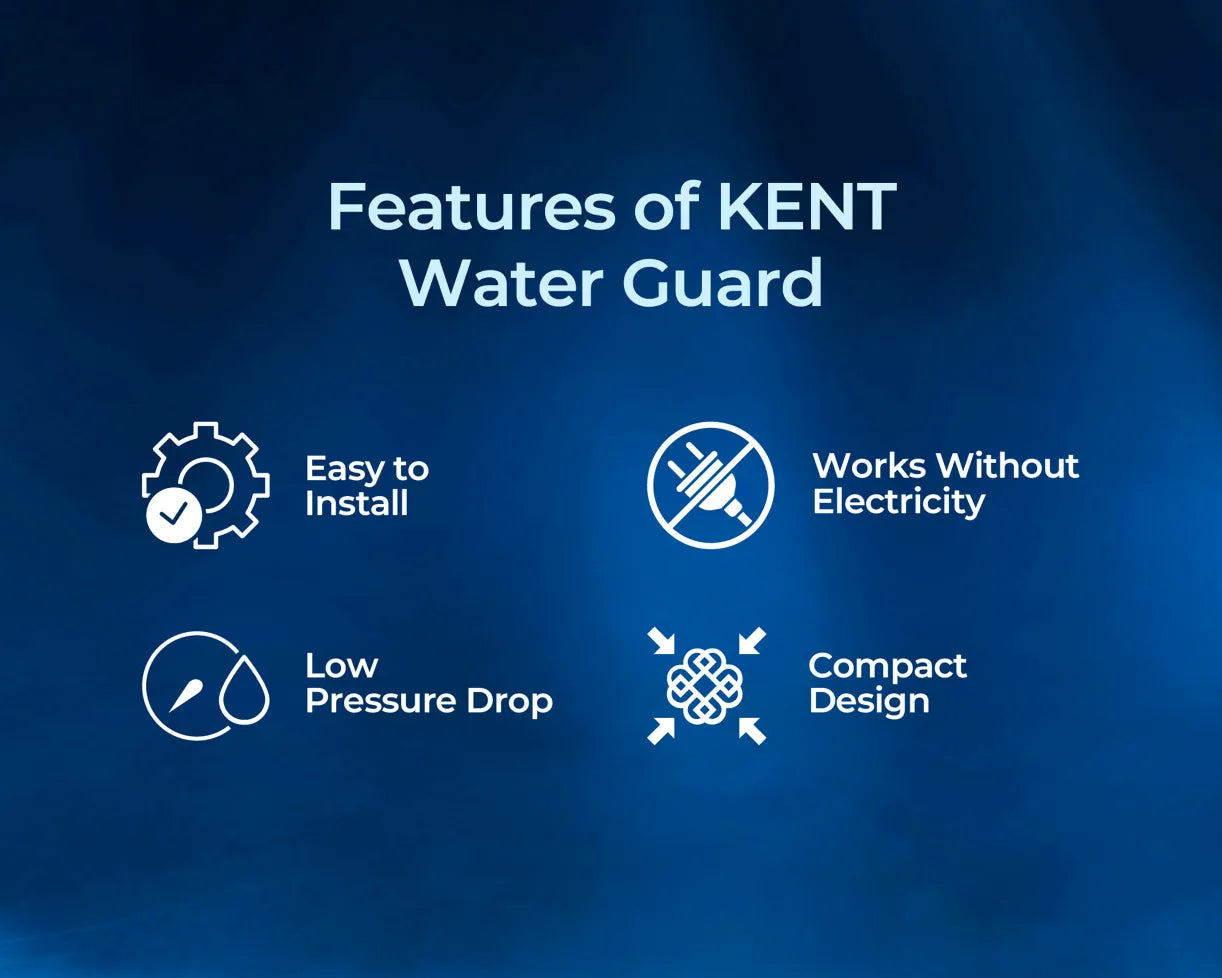 Features of KENT
Water Guard
Easy to
Install
Works Without
Electricity
Low
Pressure Drop
Compact
Design